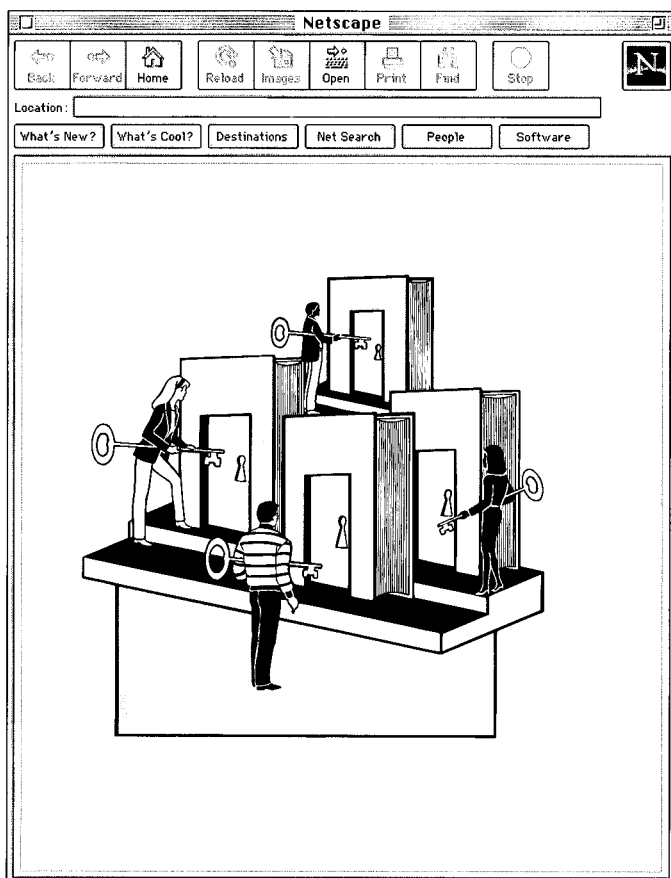 Netscape
Back Forward Home Reload Images Open Print Find Stop
N
Location:
What's New? What's Cool? Destinations Net Search People Software